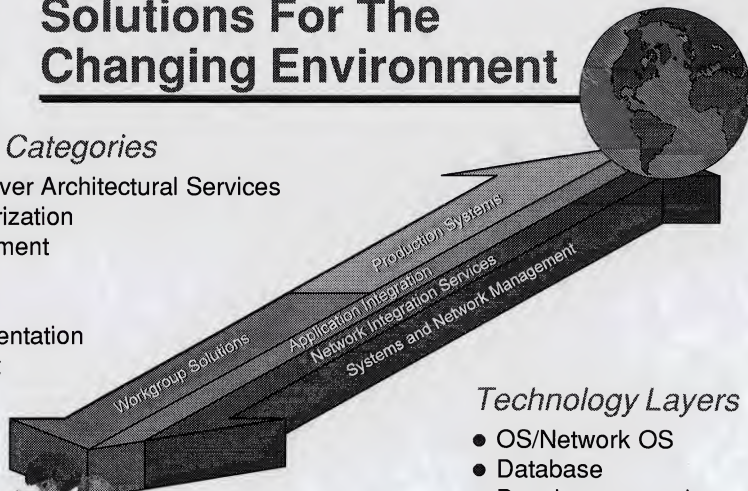 Solutions For The
Changing Environment
Categories
ver Architectural Services
rization
ment
entation
Production Systems
Application Integration
Network Integration Services
Systems and Network Management
Workgroup Solutions
Technology Layers
● OS/Network OS
● Database